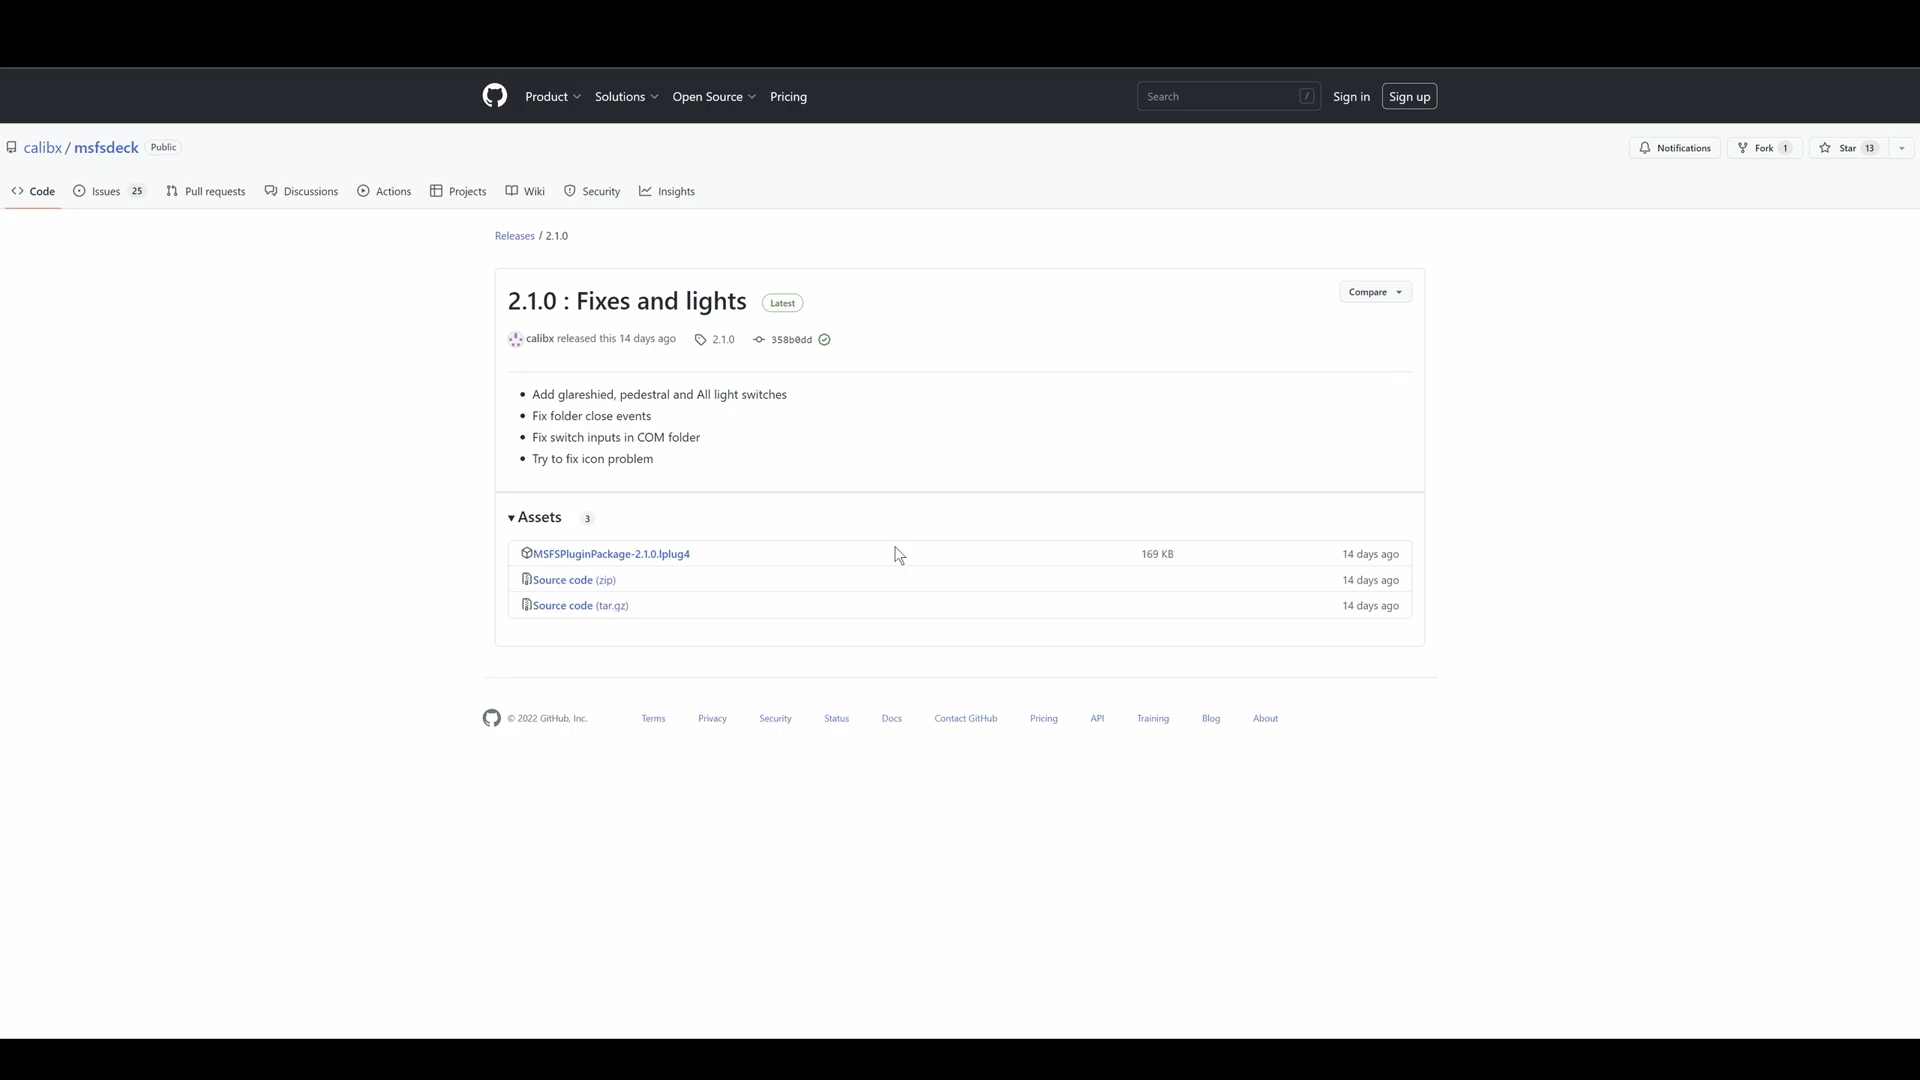 Product Solutions Open Source Pricing Search / Sign in Sign up
calibx / msfsdeck Public Notifications Fork 1 Star 13
Code Issues 25 Pull requests Discussions Actions Projects Wiki Security Insights
Releases / 2.1.0
2.1.0 : Fixes and lights Latest Compare
calibx released this 14 days ago 2.1.0 358b0dd
Add glareshied, pedestral and All light switches
Fix folder close events
Fix switch inputs in COM folder
Try to fix icon problem
Assets 3
MSFSPluginPackage-2.1.0.lplug4 169 KB 14 days ago
Source code (zip) 14 days ago
Source code (tar.gz) 14 days ago
© 2022 GitHub, Inc. Terms Privacy Security Status Docs Contact GitHub Pricing API Training Blog About